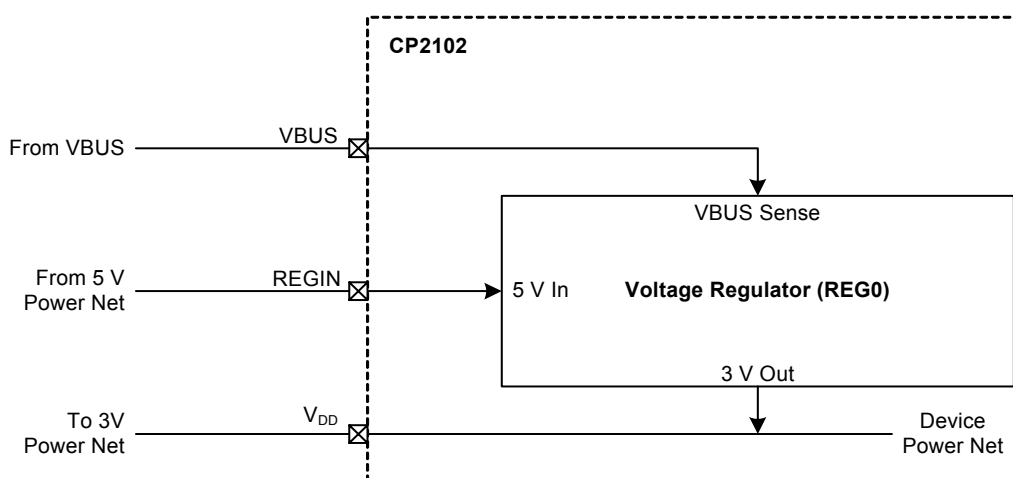 CP2102
From VBUS
VBUS
VBUS Sense
From 5 V
Power Net
REGIN
5 V In
Voltage Regulator (REG0)
3 V Out
To 3V
Power Net
VDD
Device
Power Net